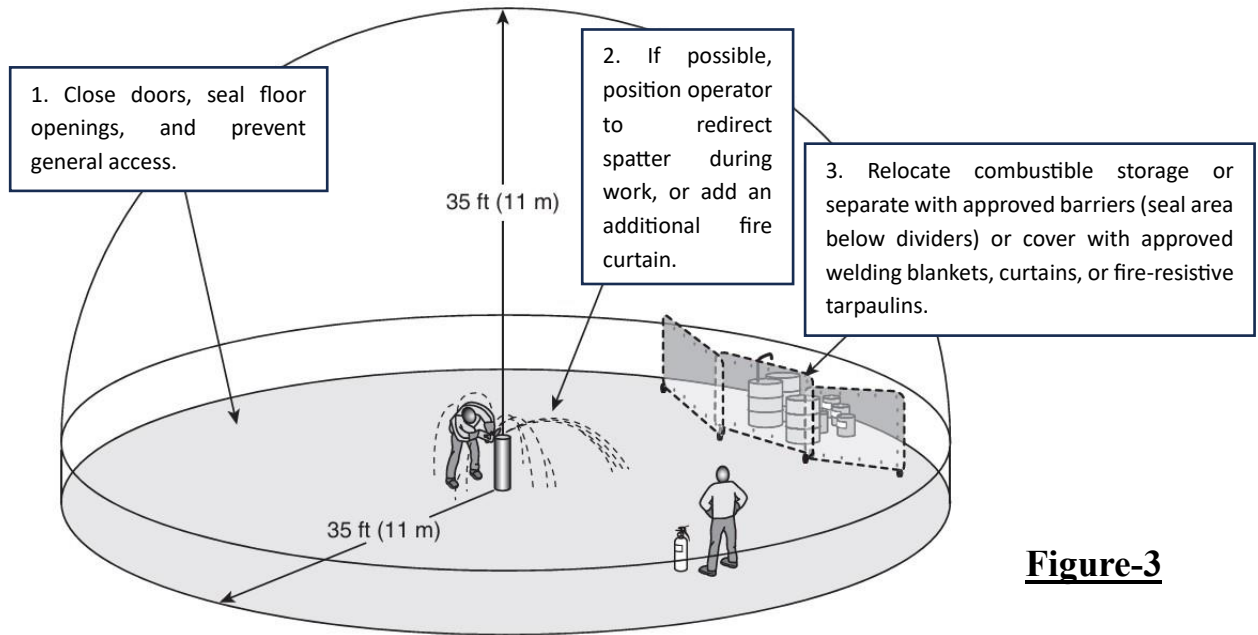 1. Close doors, seal floor
openings, and prevent
general access.
2. If possible,
position operator
to redirect
spatter during
work, or add an
additional fire
curtain.
3. Relocate combustible storage or
separate with approved barriers (seal area
below dividers) or cover with approved
welding blankets, curtains, or fire-resistive
tarpaulins.
35 ft (11 m)
35 ft (11 m)
Figure-3